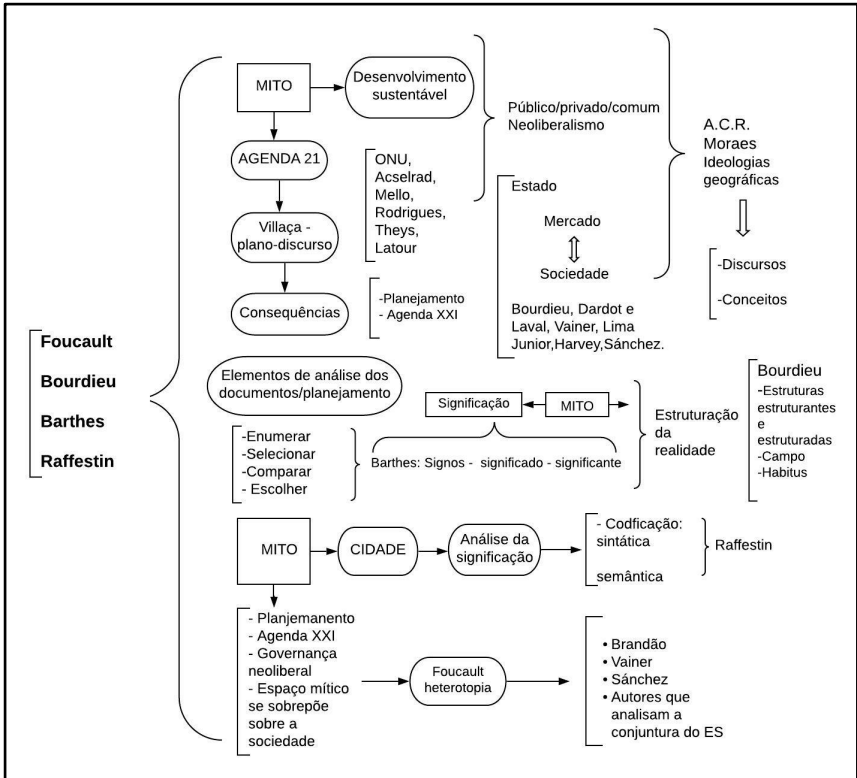 MITO
Desenvolvimento
sustentável
AGENDA 21
Villaça -
plano-discurso
Consequências
ONU,
Acselrad,
Mello,
Rodrigues,
Theys,
Latour
-Planejamento
- Agenda XXI
Público/privado/comum
Neoliberalismo
Estado
Mercado
Sociedade
Bourdieu, Dardot e
Laval, Vainer, Lima
Junior,Harvey,Sánchez.
A.C.R.
Moraes
Ideologias
geográficas
-Discursos
-Conceitos
Foucault
Bourdieu
Barthes
Raffestin
Elementos de análise dos
documentos/planejamento
-Enumerar
-Selecionar
-Comparar
- Escolher
Significação
MITO
Barthes: Signos - significado - significante
Estruturação
da
realidade
Bourdieu
-Estruturas
estruturantes
e
estruturadas
-Campo
-Habitus
MITO
CIDADE
Análise da
significação
- Codficação:
sintática
semântica
Raffestin
- Planjemanento
- Agenda XXI
- Governança
neoliberal
- Espaço mítico
se sobrepõe
sobre a
sociedade
Foucault
heterotopia
• Brandão
• Vainer
• Sánchez
• Autores que
analisam a
conjuntura do ES